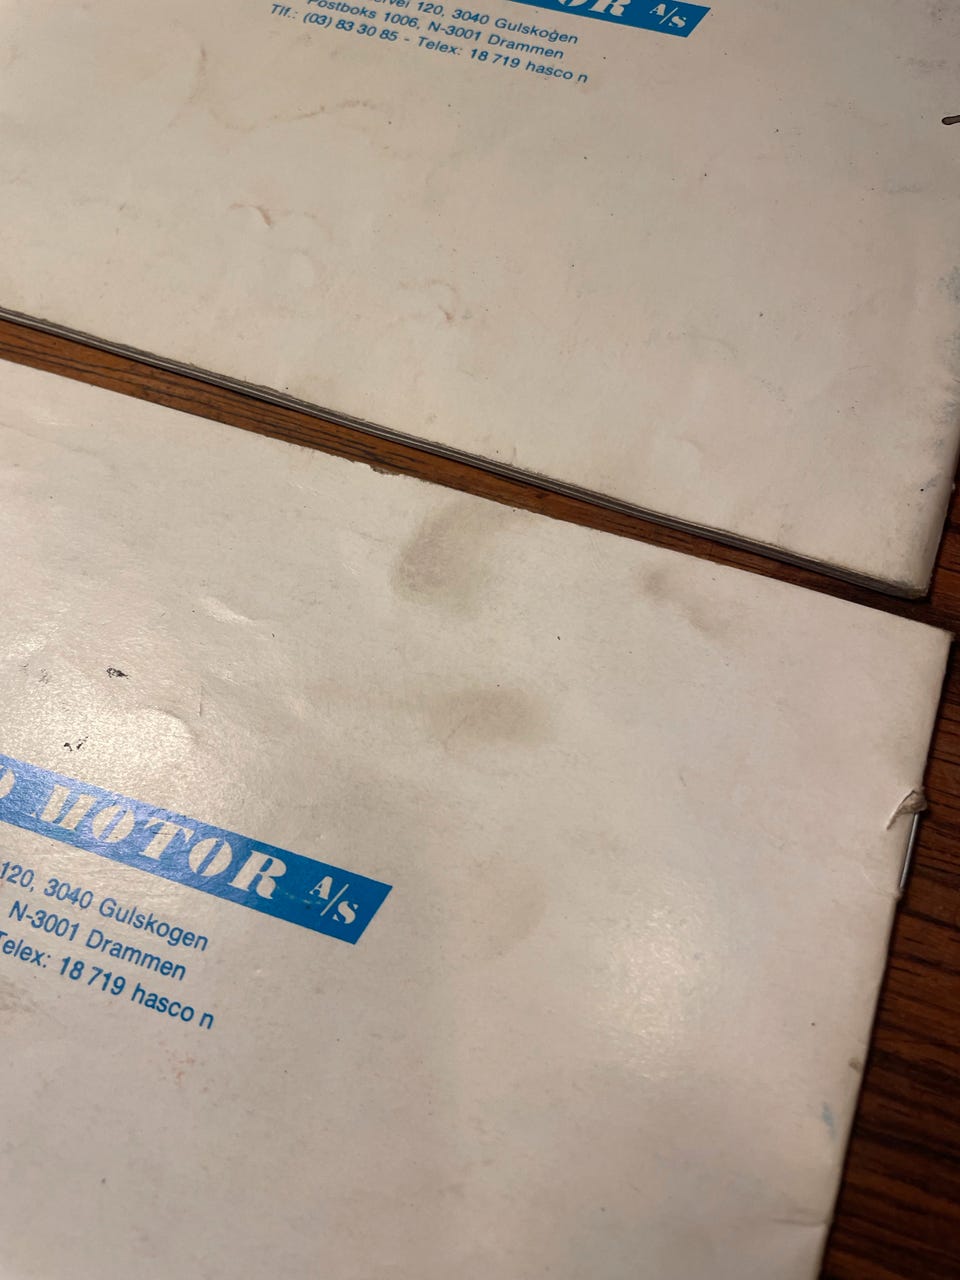 OR A/S
120, 3040 Gulskogen
Postboks 1006, N-3001 Drammen
Tlf.: (03) 83 30 85 - Telex: 18 719 hasco n
MOTOR A/S
120, 3040 Gulskogen
N-3001 Drammen
Telex: 18 719 hasco n